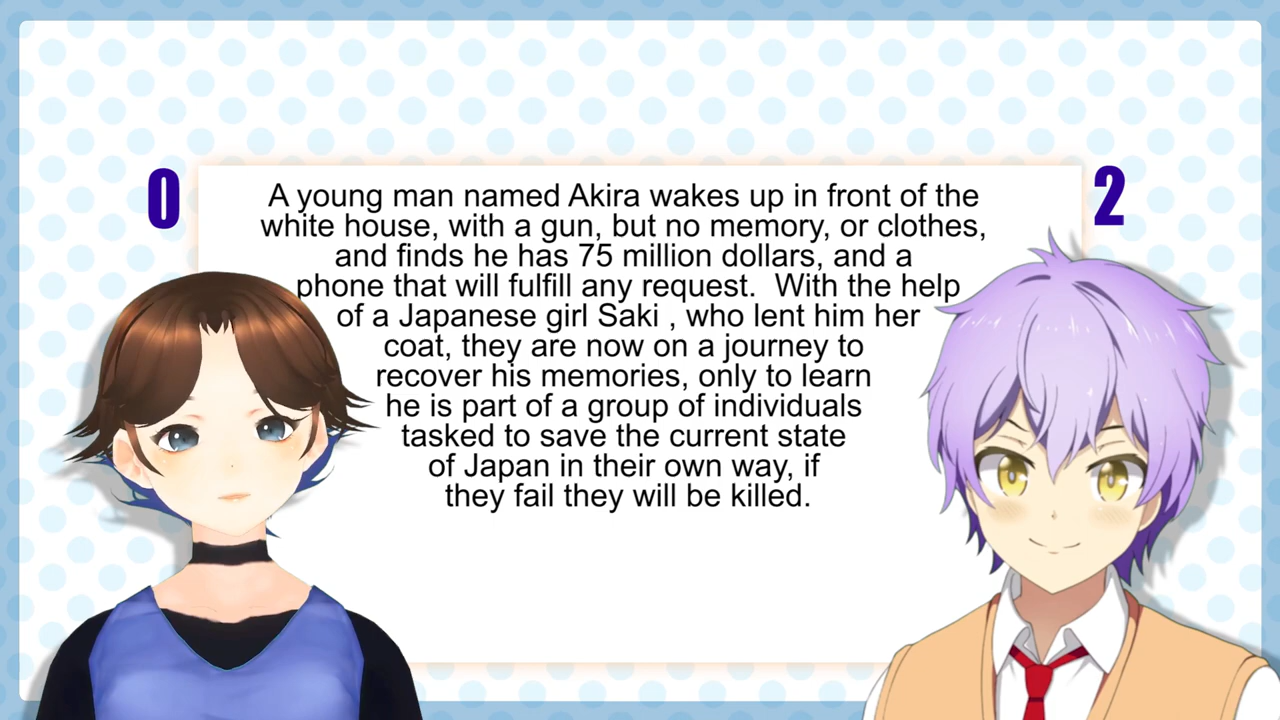 0
2
A young man named Akira wakes up in front of the
white house, with a gun, but no memory, or clothes,
and finds he has 75 million dollars, and a
phone that will fulfill any request.  With the help
of a Japanese girl Saki , who lent him her
coat, they are now on a journey to
recover his memories, only to learn
he is part of a group of individuals
tasked to save the current state
of Japan in their own way, if
they fail they will be killed.